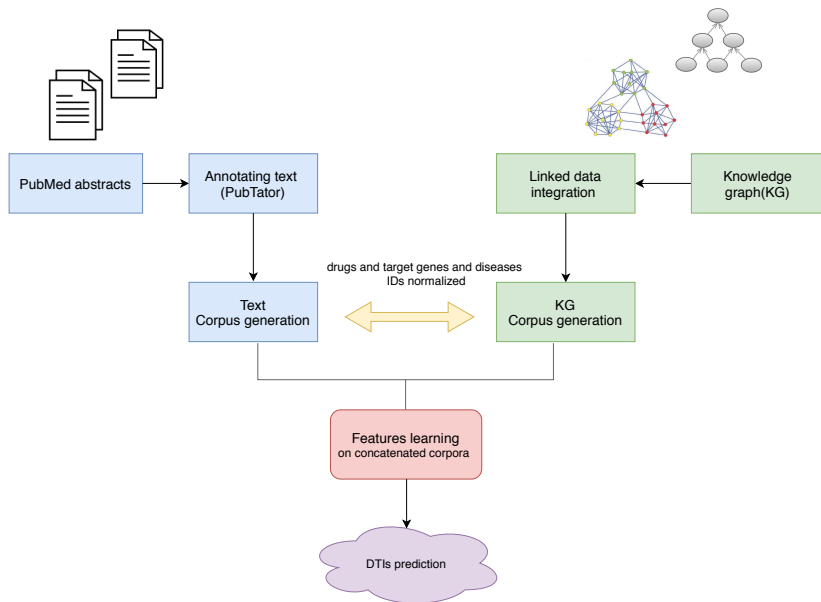 PubMed abstracts
Annotating text
(PubTator)
Linked data
integration
Knowledge
graph(KG)
drugs and target genes and diseases
IDs normalized
Text
Corpus generation
KG
Corpus generation
Features learning
on concatenated corpora
DTIs prediction